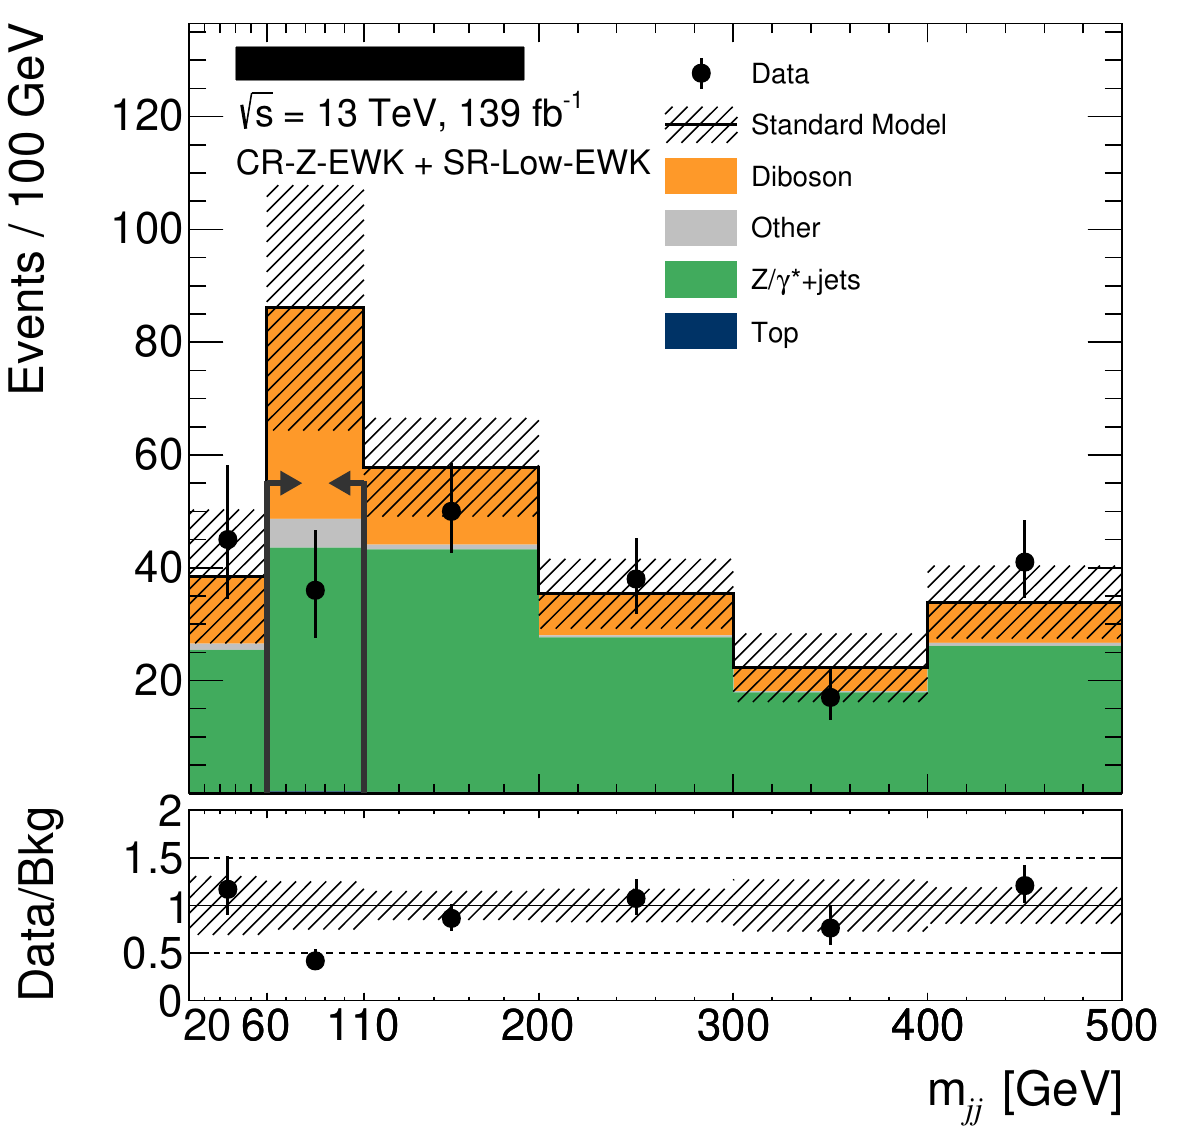 Events / 100 GeV
120
100
80
60
40
20
√s = 13 TeV, 139 fb⁻¹
CR-Z-EWK + SR-Low-EWK
Data
Standard Model
Diboson
Other
Z/γ*+jets
Top
Data/Bkg
2
1.5
1
0.5
0
20 60 110 200 300 400 500
m_jj [GeV]